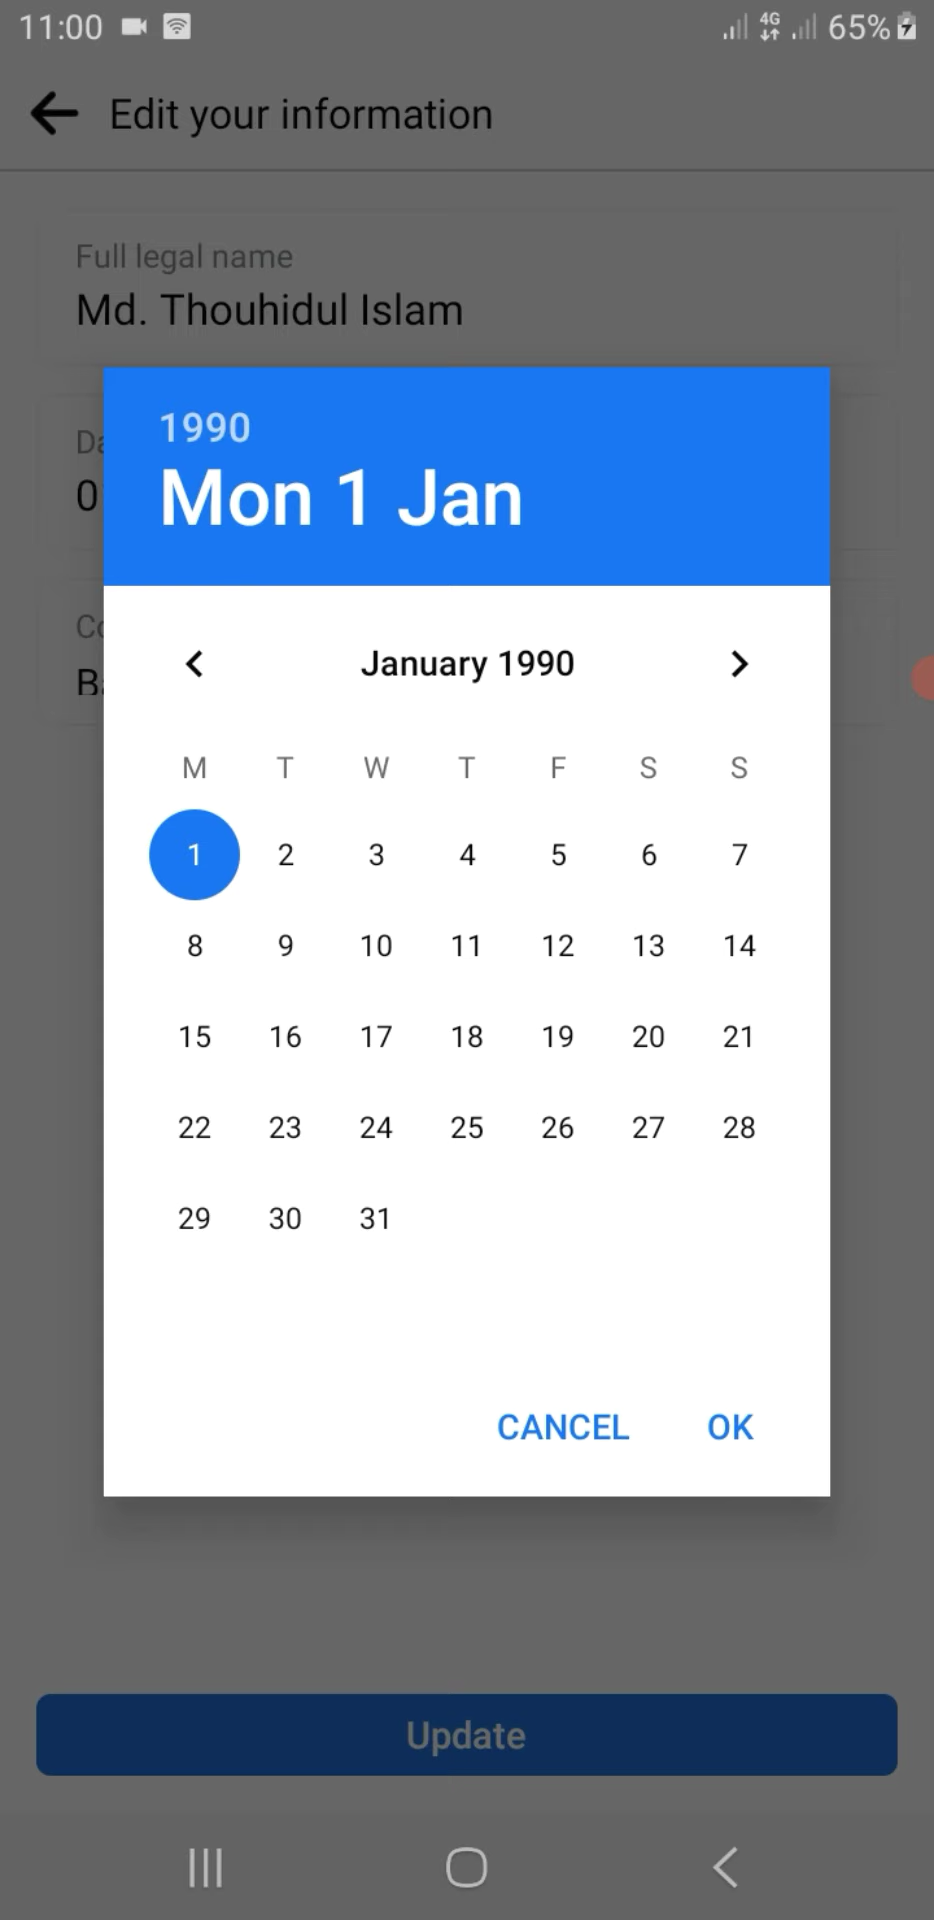 11:00 4G 65%
Edit your information
Full legal name
Md. Thouhidul Islam
1990
Mon 1 Jan
January 1990
M T W T F S S
1 2 3 4 5 6 7
8 9 10 11 12 13 14
15 16 17 18 19 20 21
22 23 24 25 26 27 28
29 30 31
CANCEL OK
Update